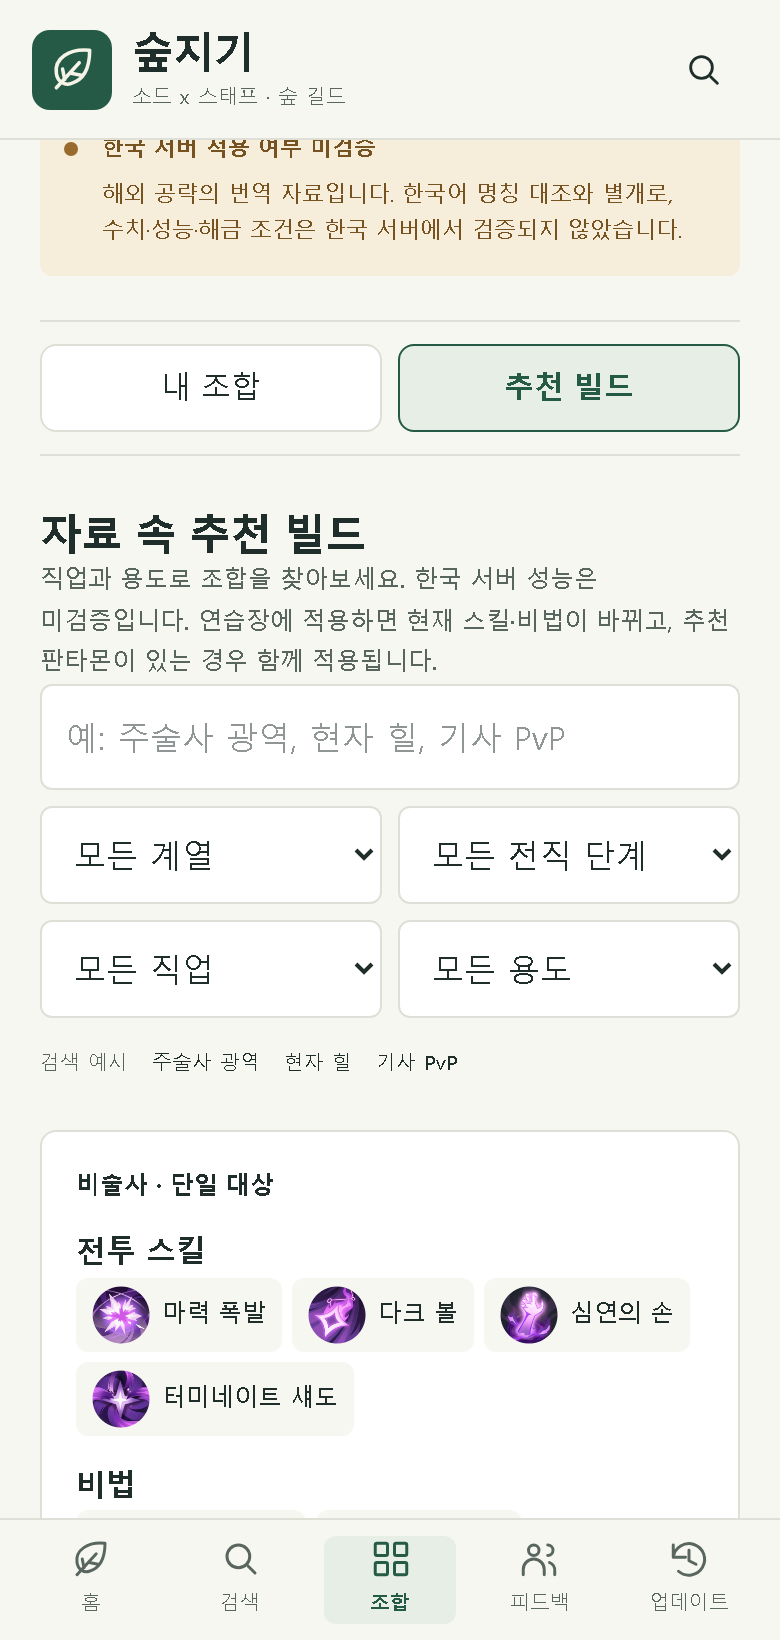 숲지기
소드 x 스태프 · 숲 길드
한국 서버 적용 여부 미검증
해외 공략의 번역 자료입니다. 한국어 명칭 대조와 별개로,
수치·성능·해금 조건은 한국 서버에서 검증되지 않았습니다.
내 조합
추천 빌드
자료 속 추천 빌드
직업과 용도로 조합을 찾아보세요. 한국 서버 성능은
미검증입니다. 연습장에 적용하면 현재 스킬·비법이 바뀌고, 추천
판타몬이 있는 경우 함께 적용됩니다.
예: 주술사 광역, 현자 힐, 기사 PvP
모든 계열
모든 전직 단계
모든 직업
모든 용도
검색 예시 주술사 광역 현자 힐 기사 PvP
비술사 · 단일 대상
전투 스킬
마력 폭발
다크 볼
심연의 손
터미네이트 섀도
비법
홈
검색
조합
피드백
업데이트